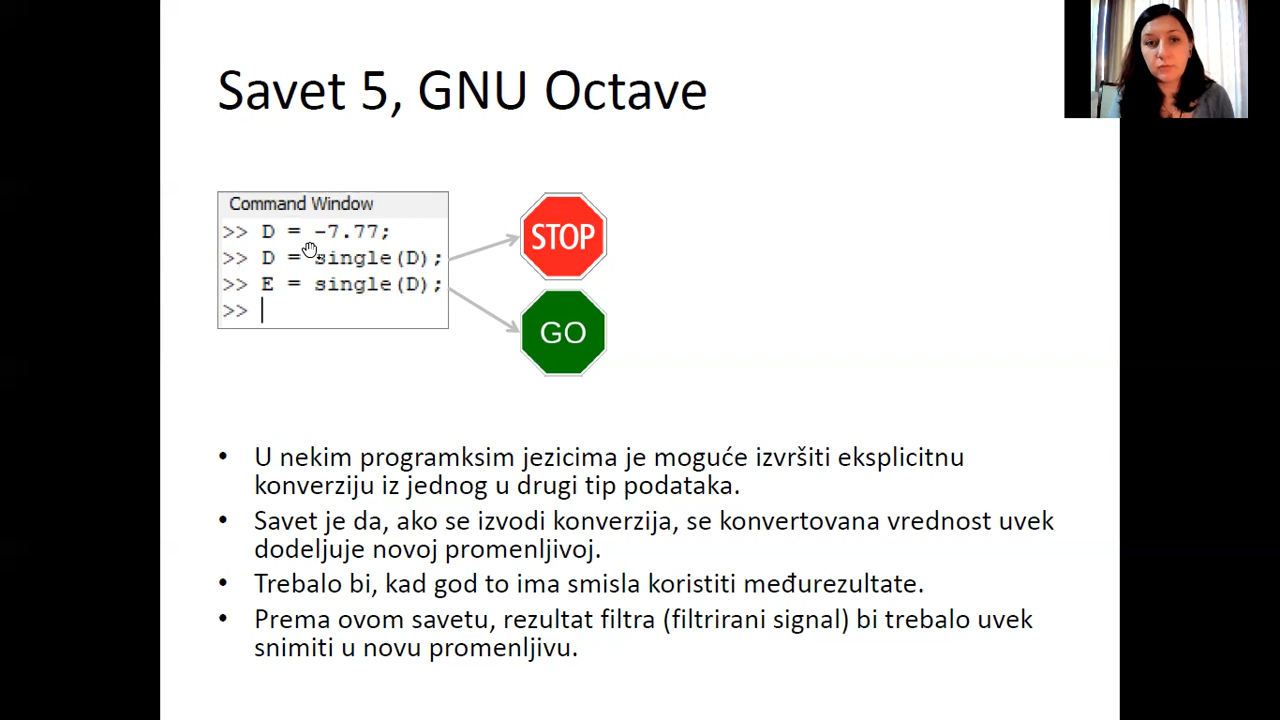 Savet 5, GNU Octave
Command Window
>> D = -7.77;
>> D = single(D);
>> E = single(D);
>>
STOP
GO
• U nekim programksim jezicima je moguće izvršiti eksplicitnu
konverziju iz jednog u drugi tip podataka.
• Savet je da, ako se izvodi konverzija, se konvertovana vrednost uvek
dodeljuje novoj promenljivoj.
• Trebalo bi, kad god to ima smisla koristiti međurezultate.
• Prema ovom savetu, rezultat filtra (filtrirani signal) bi trebalo uvek
snimiti u novu promenljivu.